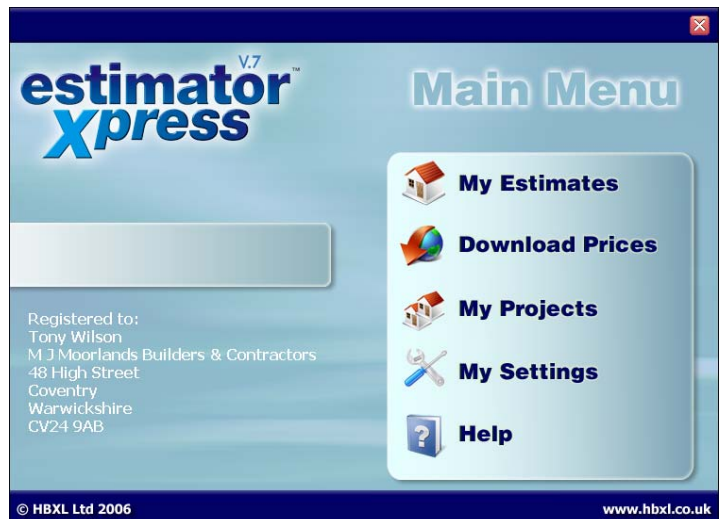 V.7
estimator™
Xpress
Main Menu
My Estimates
Download Prices
My Projects
My Settings
? Help
Registered to:
Tony Wilson
M J Moorlands Builders & Contractors
48 High Street
Coventry
Warwickshire
CV24 9AB
© HBXL Ltd 2006
www.hbxl.co.uk